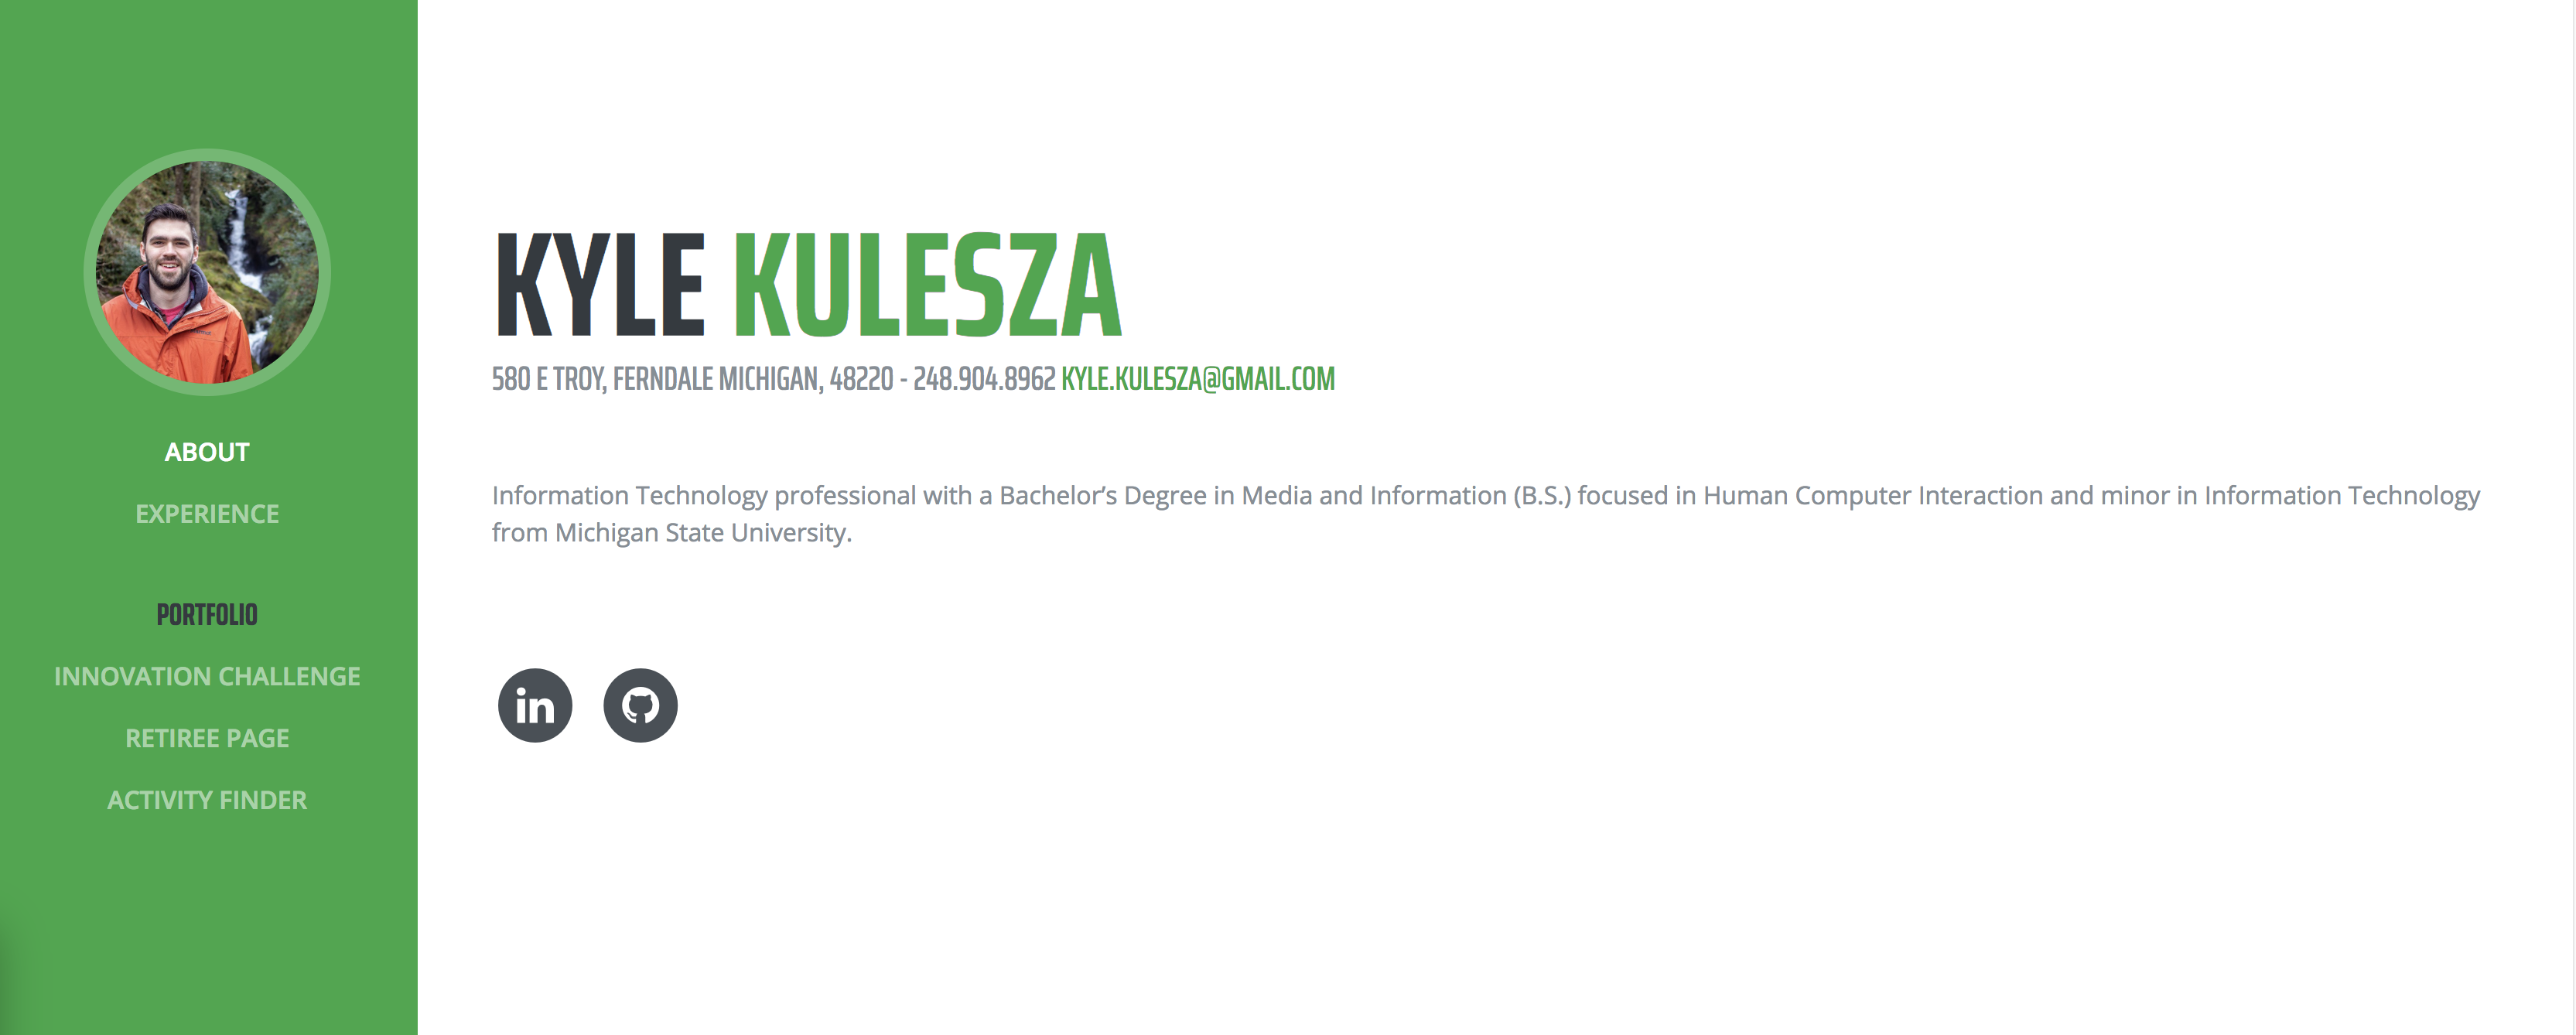 ABOUT
EXPERIENCE
PORTFOLIO
INNOVATION CHALLENGE
RETIREE PAGE
ACTIVITY FINDER
KYLE KULESZA
580 E TROY, FERNDALE MICHIGAN, 48220 - 248.904.8962 KYLE.KULESZA@GMAIL.COM
Information Technology professional with a Bachelor’s Degree in Media and Information (B.S.) focused in Human Computer Interaction and minor in Information Technology
from Michigan State University.
in